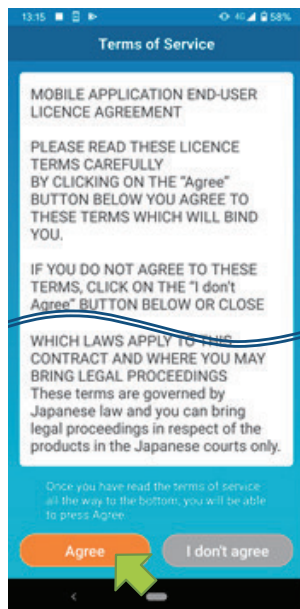 13:15
4G 58%
Terms of Service
MOBILE APPLICATION END-USER
LICENCE AGREEMENT
PLEASE READ THESE LICENCE
TERMS CAREFULLY
BY CLICKING ON THE "Agree"
BUTTON BELOW YOU AGREE TO
THESE TERMS WHICH WILL BIND
YOU.
IF YOU DO NOT AGREE TO THESE
TERMS, CLICK ON THE "I don't
Agree" BUTTON BELOW OR CLOSE
WHICH LAWS APPLY TO THIS
CONTRACT AND WHERE YOU MAY
BRING LEGAL PROCEEDINGS
These terms are governed by
Japanese law and you can bring
legal proceedings in respect of the
products in the Japanese courts only.
Once you have read the terms of service
all the way to the bottom, you will be able
to press Agree
Agree
I don't agree